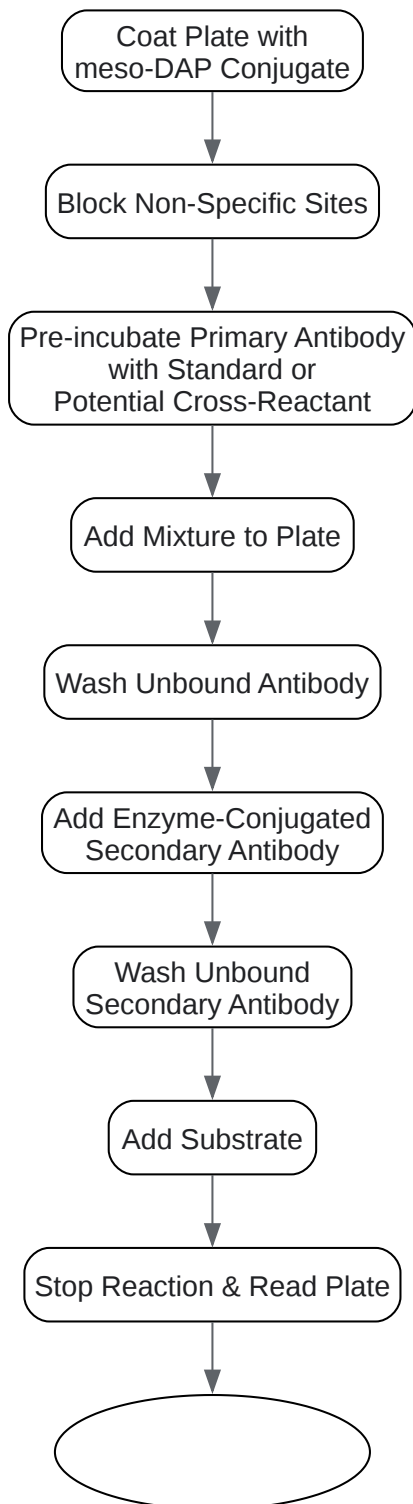 Coat Plate with
meso-DAP Conjugate
Block Non-Specific Sites
Pre-incubate Primary Antibody
with Standard or
Potential Cross-Reactant
Add Mixture to Plate
Wash Unbound Antibody
Add Enzyme-Conjugated
Secondary Antibody
Wash Unbound
Secondary Antibody
Add Substrate
Stop Reaction & Read Plate